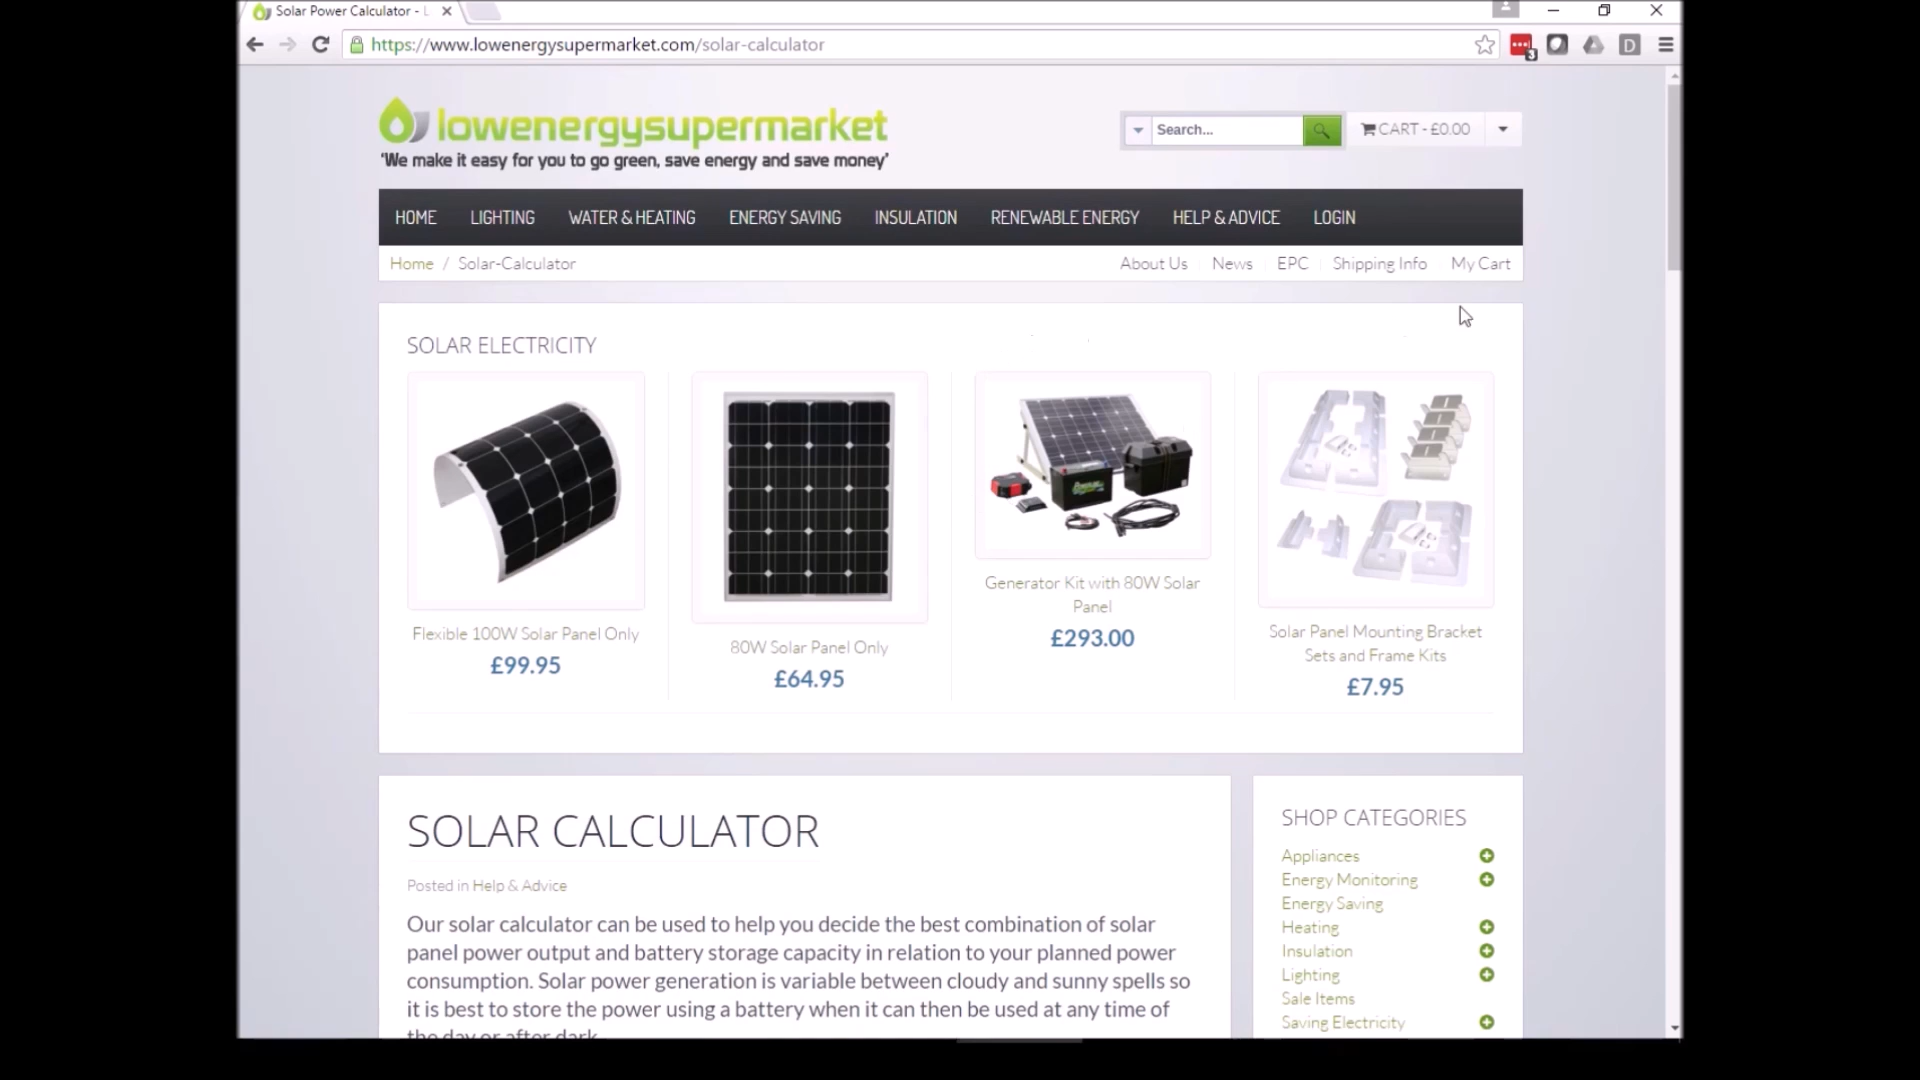 Solar Power Calculator - L
https://www.lowenergysupermarket.com/solar-calculator
3
D
lowenergysupermarket
'We make it easy for you to go green, save energy and save money'
Search...
CART - £0.00
HOME LIGHTING WATER & HEATING ENERGY SAVING INSULATION RENEWABLE ENERGY HELP & ADVICE LOGIN
Home / Solar-Calculator
About Us News EPC Shipping Info My Cart
SOLAR ELECTRICITY
Flexible 100W Solar Panel Only
£99.95
80W Solar Panel Only
£64.95
Generator Kit with 80W Solar
Panel
£293.00
Solar Panel Mounting Bracket
Sets and Frame Kits
£7.95
SOLAR CALCULATOR
Posted in Help & Advice
Our solar calculator can be used to help you decide the best combination of solar
panel power output and battery storage capacity in relation to your planned power
consumption. Solar power generation is variable between cloudy and sunny spells so
it is best to store the power using a battery when it can then be used at any time of
the day or after dark.
SHOP CATEGORIES
Appliances
Energy Monitoring
Energy Saving
Heating
Insulation
Lighting
Sale Items
Saving Electricity